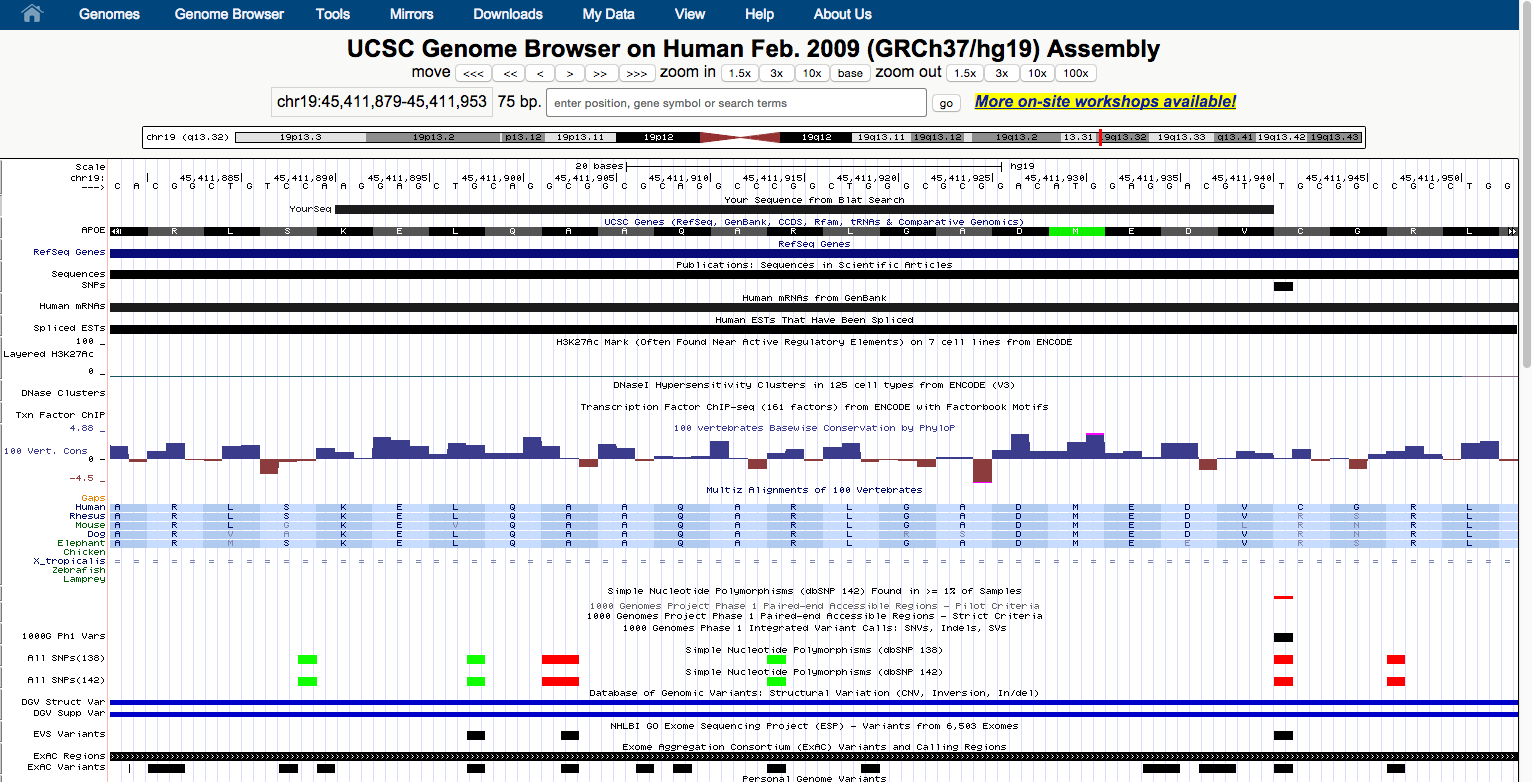 Genomes Genome Browser Tools Mirrors Downloads My Data View Help About Us
UCSC Genome Browser on Human Feb. 2009 (GRCh37/hg19) Assembly
move <<< << < > >> >>> zoom in 1.5x 3x 10x base zoom out 1.5x 3x 10x 100x
chr19:45,411,879-45,411,953 75 bp. enter position, gene symbol or search terms go More on-site workshops available!
chr19 (q13.32) 19p13.3 19p13.2 p13.12 19p13.11 19p12 19q12 19q13.11 19q13.12 19q13.2 13.31 19q13.32 19q13.33 q13.41 19q13.42 19q13.43
Scale 20 bases hg19
chr19: 45,411,885 45,411,890 45,411,895 45,411,900 45,411,905 45,411,910 45,411,915 45,411,920 45,411,925 45,411,930 45,411,935 45,411,940 45,411,945 45,411,950
---> C A C G G C T G T C C A A G G A G C T G C A G G C G G C G C A G G C C C G G C T G G G C G C G G A C A T G G A G G A C G T G T G C G G C C G C C T G G
Your Sequence from Blat Search
YourSeq
UCSC Genes (RefSeq, GenBank, CCDS, Rfam, tRNAs & Comparative Genomics)
APOE R L S K E L Q A A Q A R L G A D M E D V C G R L
RefSeq Genes
RefSeq Genes
Publications: Sequences in Scientific Articles
Sequences
SNPs
Human mRNAs from GenBank
Human mRNAs
Human ESTs That Have Been Spliced
Spliced ESTs
100 _ H3K27Ac Mark (Often Found Near Active Regulatory Elements) on 7 cell lines from ENCODE
Layered H3K27Ac
0 _
DNaseI Hypersensitivity Clusters in 125 cell types from ENCODE (V3)
DNase Clusters
Transcription Factor ChIP-seq (161 factors) from ENCODE with Factorbook Motifs
Txn Factor ChIP
4.88 _ 100 vertebrates Basewise Conservation by PhyloP
100 Vert. Cons
0 -
-4.5 _
Multiz Alignments of 100 Vertebrates
Gaps
Human A R L S K E L Q A A Q A R L G A D M E D V C G R L
Rhesus A R L S K E L Q A A Q A R L G A D M E D V R S R L
Mouse A R L G K E V Q A A Q A R L G A D M E D L R N R L
Dog A R V A K E L Q A A Q A R L R S D M E D V R N R L
Elephant A R M S K E L Q A A Q A R L G A D M E E V R S R L
Chicken
X_tropicalis
Zebrafish
Lamprey
Simple Nucleotide Polymorphisms (dbSNP 142) Found in >= 1% of Samples
1000 Genomes Project Phase 1 Paired-end Accessible Regions - Pilot Criteria
1000 Genomes Project Phase 1 Paired-end Accessible Regions - Strict Criteria
1000 Genomes Phase 1 Integrated Variant Calls: SNVs, Indels, SVs
1000G Ph1 Vars
Simple Nucleotide Polymorphisms (dbSNP 138)
All SNPs(138)
Simple Nucleotide Polymorphisms (dbSNP 142)
All SNPs(142)
Database of Genomic Variants: Structural Variation (CNV, Inversion, In/del)
DGV Struct Var
DGV Supp Var
NHLBI GO Exome Sequencing Project (ESP) - Variants from 6,503 Exomes
EVS Variants
Exome Aggregation Consortium (ExAC) Variants and Calling Regions
ExAC Regions
ExAC Variants
Personal Genome Variants